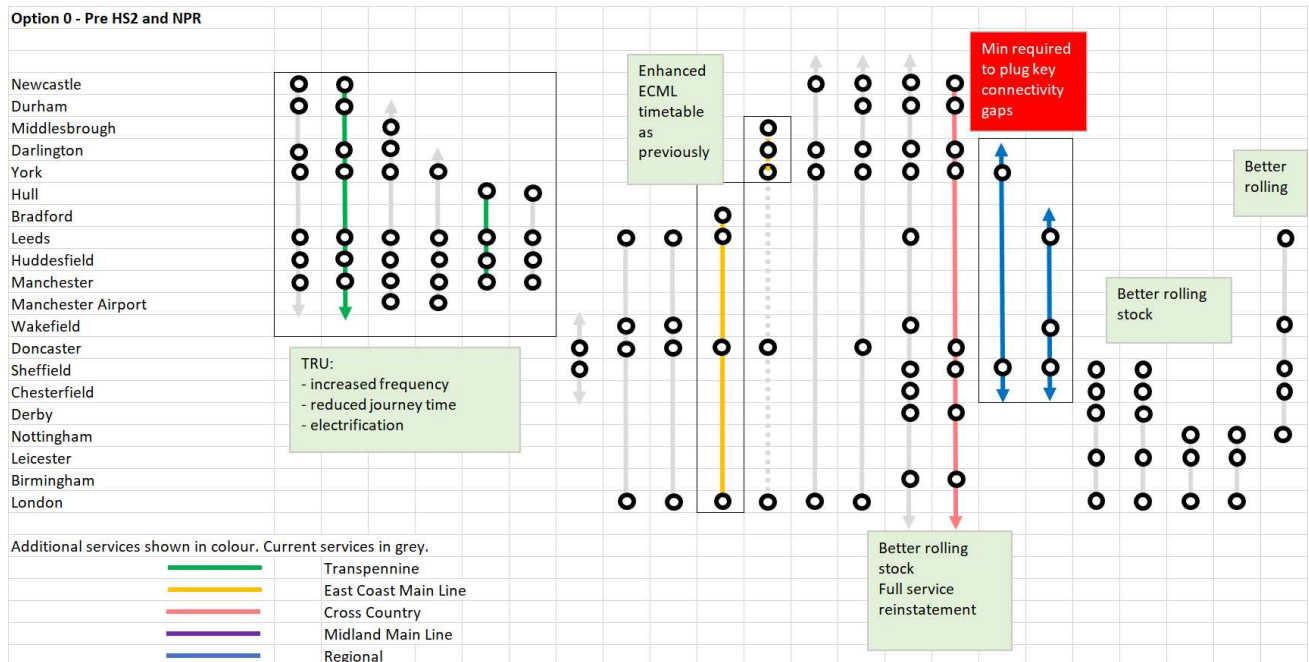 Option 0 - Pre HS2 and NPR
Newcastle
Durham
Middlesbrough
Darlington
York
Hull
Bradford
Leeds
Huddesfield
Manchester
Manchester Airport
Wakefield
Doncaster
Sheffield
Chesterfield
Derby
Nottingham
Leicester
Birmingham
London
TRU:
- increased frequency
- reduced journey time
- electrification
Enhanced
ECML
timetable
as
previously
Min required
to plug key
connectivity
gaps
Better rolling
stock
Better
rolling
Better rolling
stock
Full service
reinstatement
Additional services shown in colour. Current services in grey.
Transpennine
East Coast Main Line
Cross Country
Midland Main Line
Regional